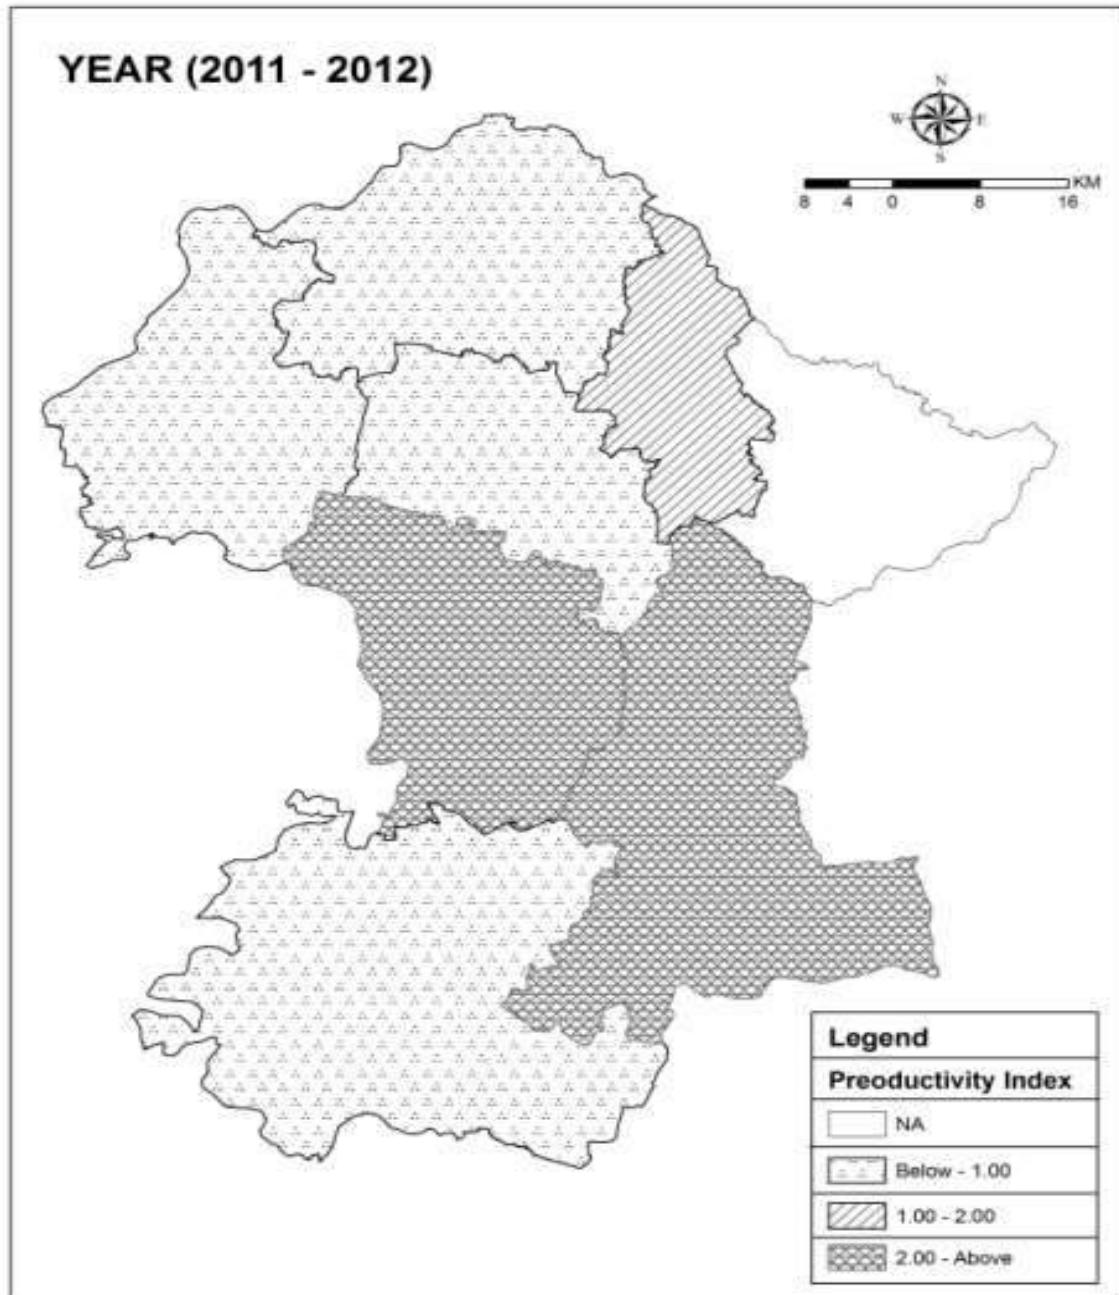 YEAR (2011 - 2012)
N
W E
S
KM
8 4 0 8 16
Legend
Preoductivity Index
NA
Below - 1.00
1.00 - 2.00
2.00 - Above